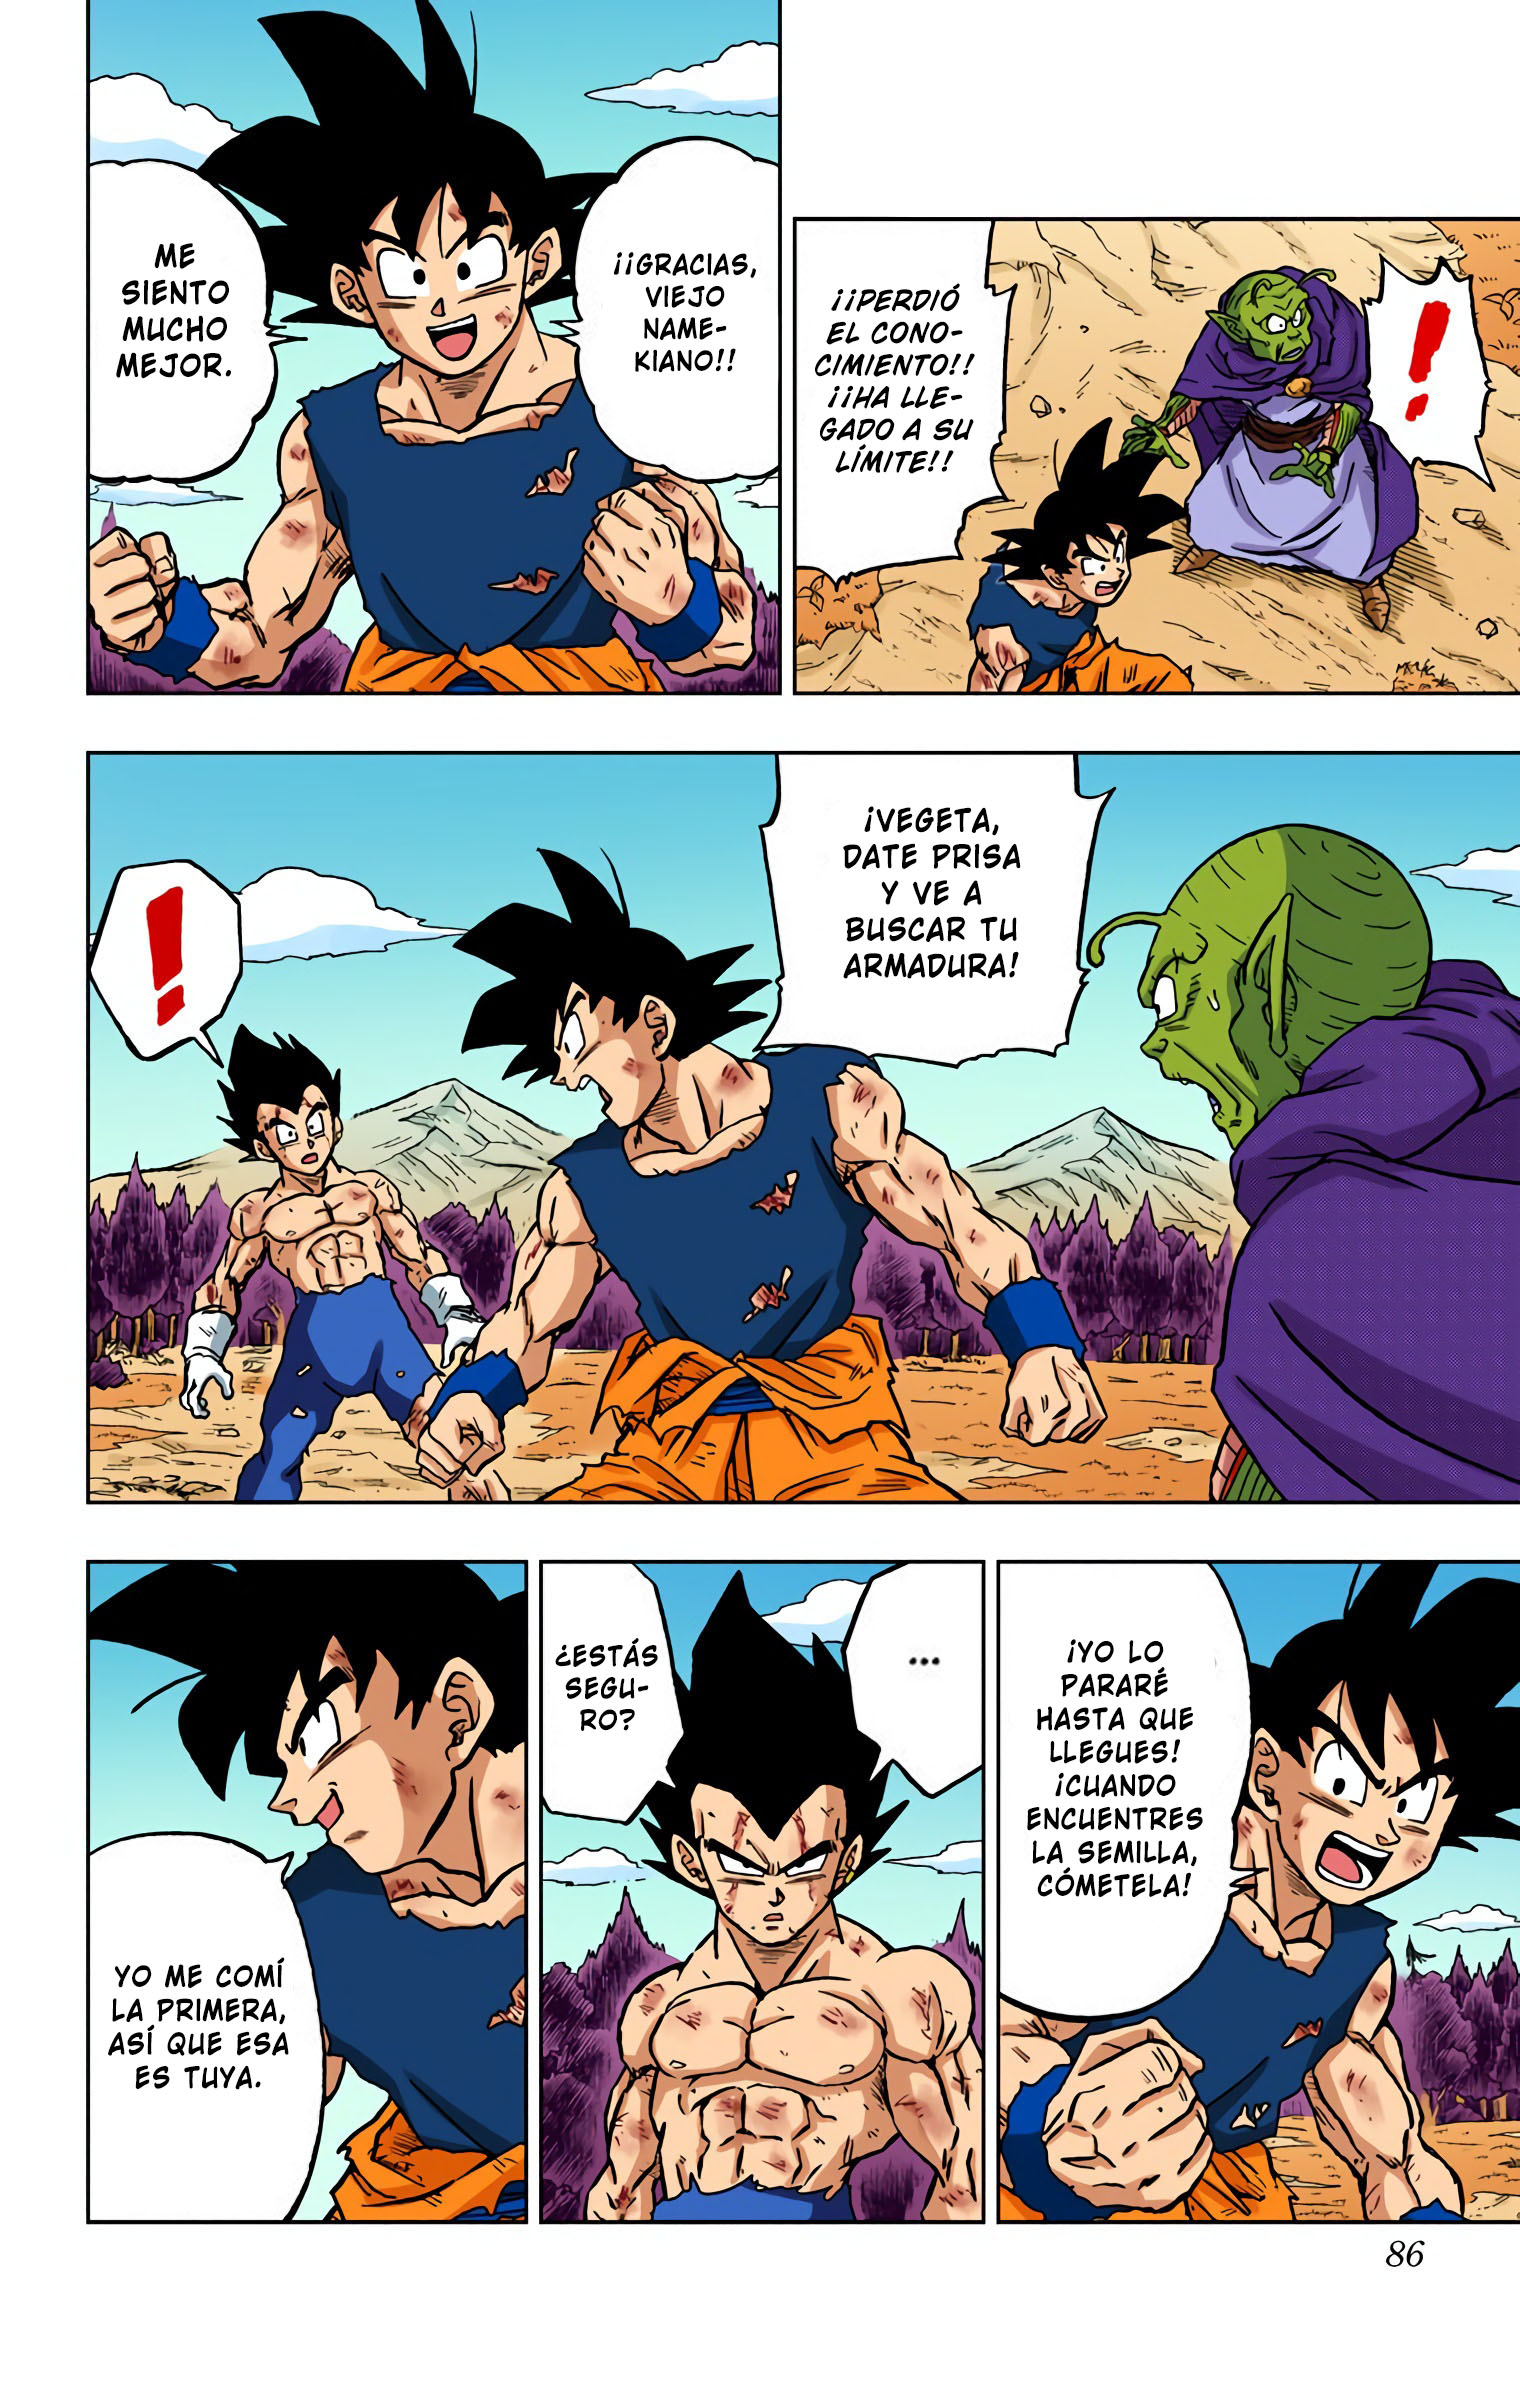 ¡¡PERDIÓ
EL CONO-
CIMIENTO!!
¡¡HA LLE-
GADO A SU
LÍMITE!!
!
¡¡GRACIAS,
VIEJO
NAME-
KIANO!!
ME
SIENTO
MUCHO
MEJOR.
¡VEGETA,
DATE PRISA
Y VE A
BUSCAR TU
ARMADURA!
!
¡YO LO
PARARÉ
HASTA QUE
LLEGUES!
¡CUANDO
ENCUENTRES
LA SEMILLA,
CÓMETELA!
...
¿ESTÁS
SEGU-
RO?
YO ME COMÍ
LA PRIMERA,
ASÍ QUE ESA
ES TUYA.
86